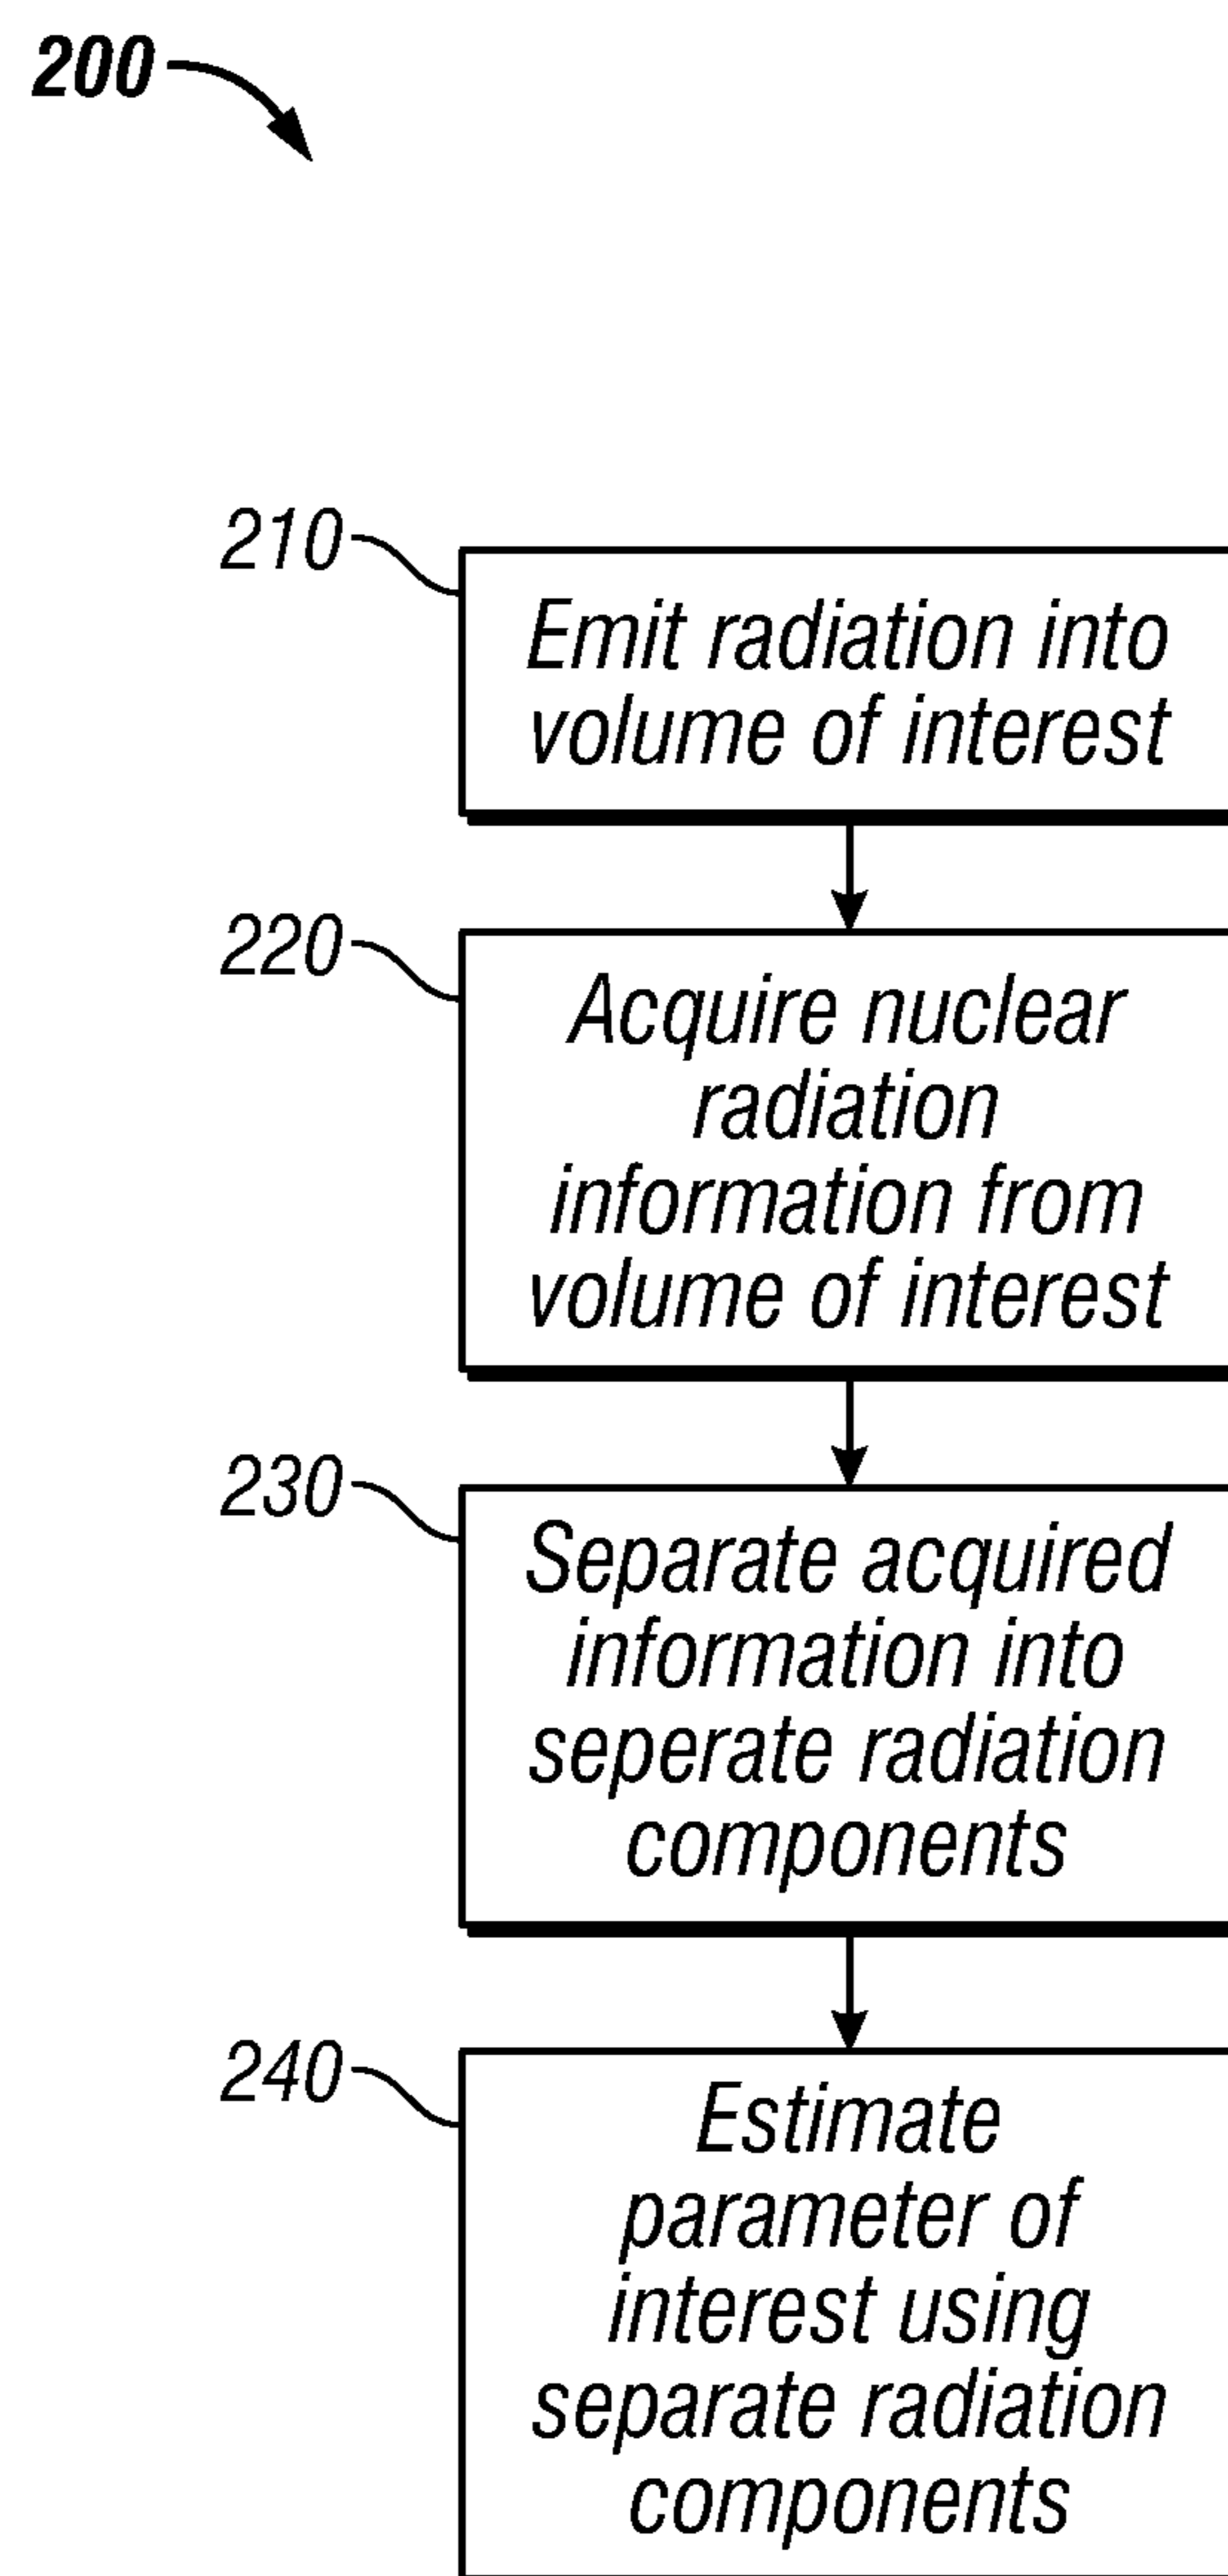 200
210
Emit radiation into
volume of interest
220
Acquire nuclear
radiation
information from
volume of interest
230
Separate acquired
information into
seperate radiation
components
240
Estimate
parameter of
interest using
separate radiation
components